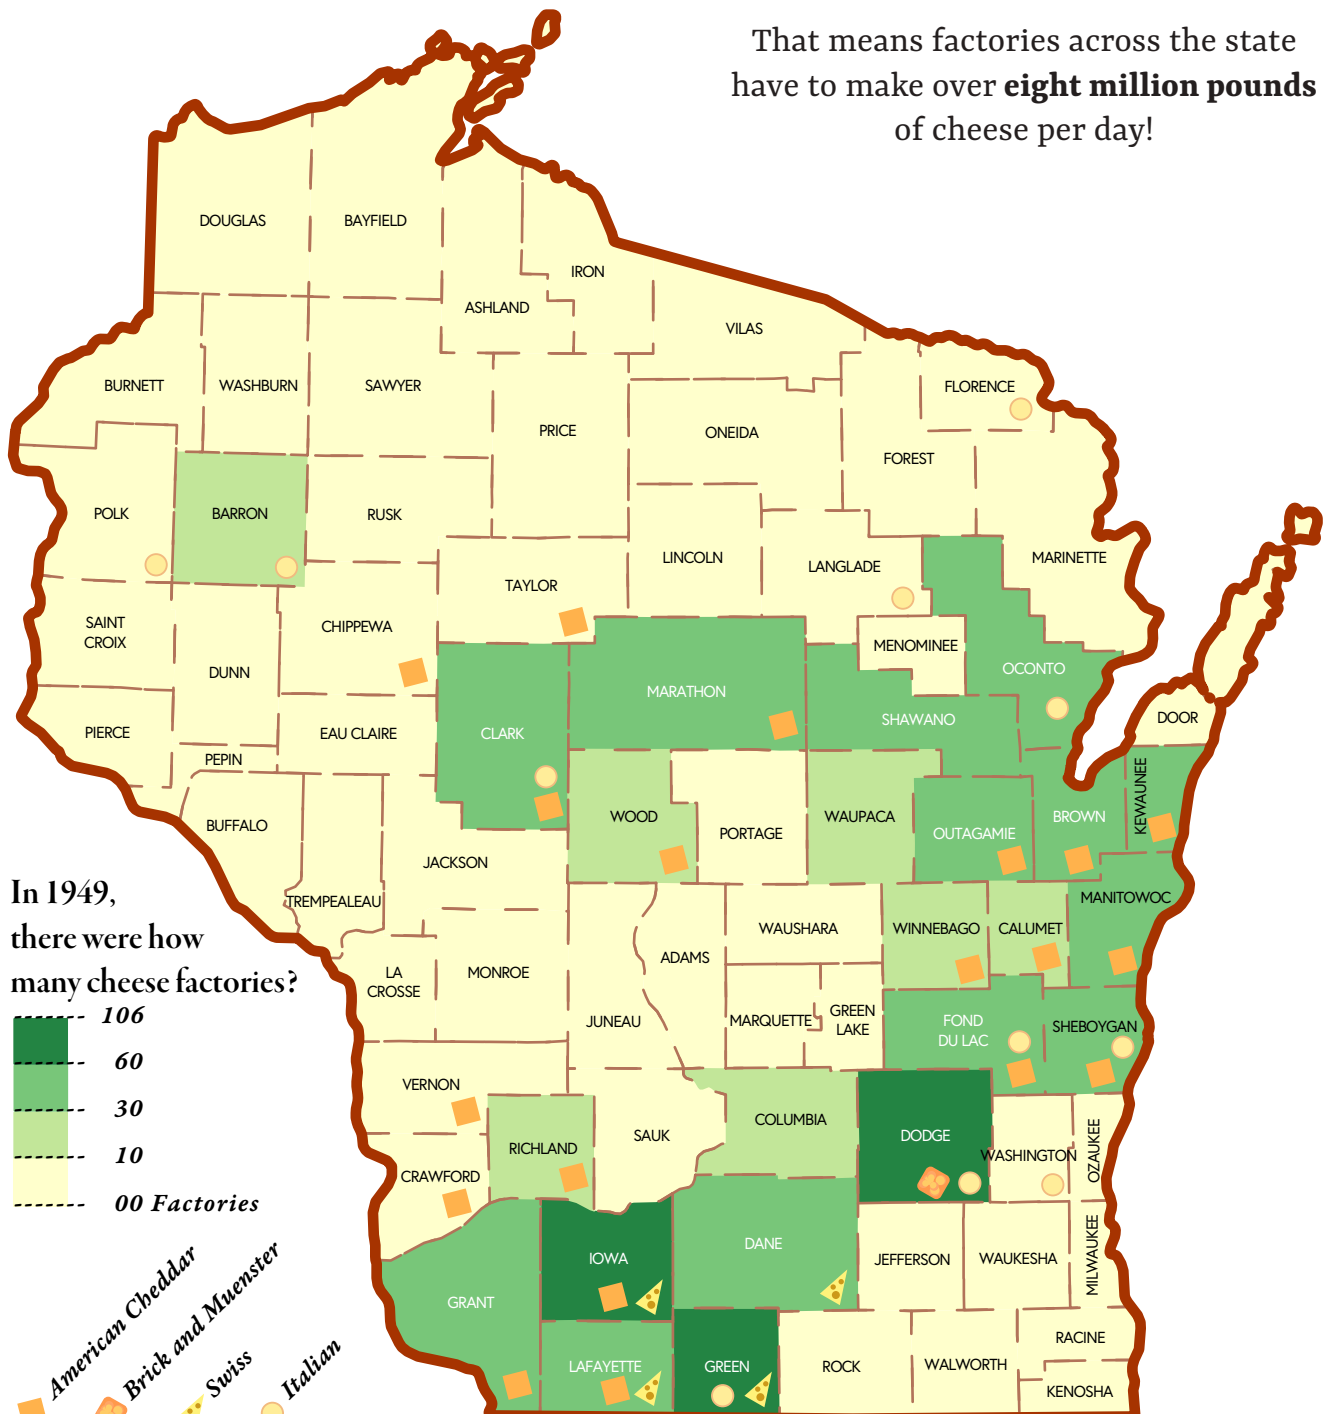 That means factories across the state
have to make over eight million pounds
of cheese per day!
DOUGLAS
BAYFIELD
IRON
ASHLAND
VILAS
BURNETT
WASHBURN
SAWYER
FLORENCE
PRICE
ONEIDA
FOREST
POLK
BARRON
RUSK
LINCOLN
LANGLADE
MARINETTE
TAYLOR
SAINT
CROIX
CHIPPEWA
MENOMINEE
DUNN
OCONTO
MARATHON
SHAWANO
DOOR
PIERCE
EAU CLAIRE
CLARK
PEPIN
KEWAUNEE
BUFFALO
WOOD
PORTAGE
WAUPACA
OUTAGAMIE
BROWN
JACKSON
TREMPEALEAU
MANITOWOC
WAUSHARA
WINNEBAGO
CALUMET
ADAMS
LA
CROSSE
MONROE
JUNEAU
MARQUETTE
GREEN
LAKE
FOND
DU LAC
SHEBOYGAN
VERNON
COLUMBIA
DODGE
RICHLAND
SAUK
WASHINGTON
OZAUKEE
CRAWFORD
IOWA
DANE
JEFFERSON
WAUKESHA
MILWAUKEE
GRANT
LAFAYETTE
GREEN
ROCK
WALWORTH
RACINE
KENOSHA
In 1949,
there were how
many cheese factories?
106
60
30
10
00 Factories
American Cheddar
Brick and Muenster
Swiss
Italian